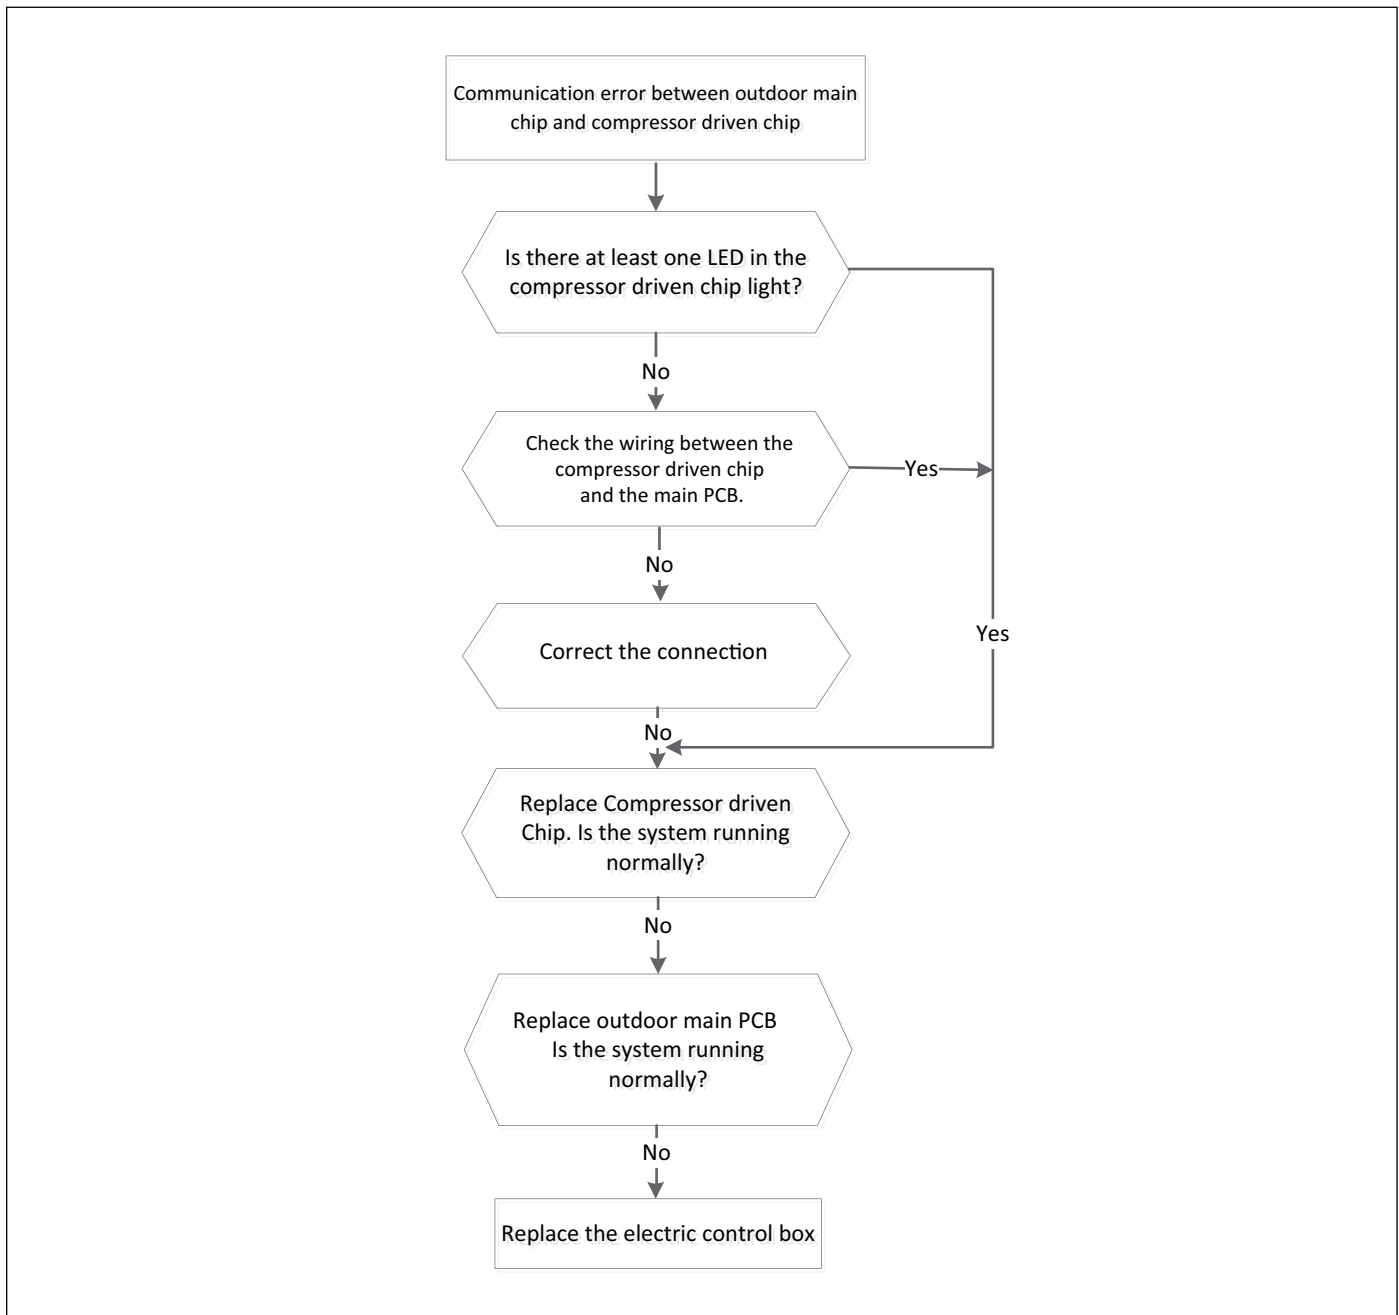 Communication error between outdoor main
chip and compressor driven chip
Is there at least one LED in the
compressor driven chip light?
No
Check the wiring between the
compressor driven chip
and the main PCB.
Yes
No
Correct the connection
Yes
No
Replace Compressor driven
Chip. Is the system running
normally?
No
Replace outdoor main PCB
Is the system running
normally?
No
Replace the electric control box